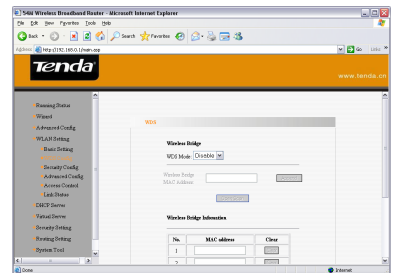 54M Wireless Broadband Router - Microsoft Internet Explorer
File Edit View Favorites Tools Help
Back Search Favorites
Address http://192.168.0.1/main.asp Go Links »
Tenda
www.tenda.cn
Running Status
Wizard
Advanced Config
WLAN Setting
Basic Setting
Security Config
Advanced Config
Access Control
Link Status
DHCP Server
Virtual Server
Security Setting
Routing Setting
System Tool
WDS
Wireless Bridge
WDS Mode: Disable
Wireless Bridge
MAC Address
Wireless Bridge Infomation
No. MAC address Clear
1
2
Done Internet